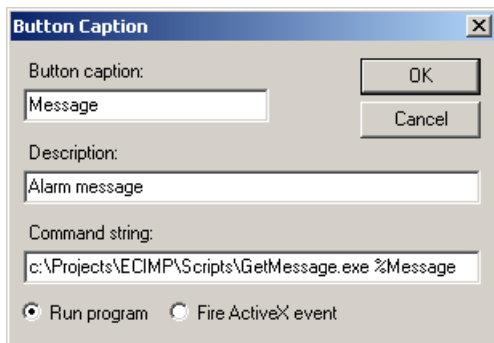 Button Caption
Button caption:
OK
Message
Cancel
Description:
Alarm message
Command string:
c:\Projects\ECIMP\Scripts\GetMessage.exe %Message
Run program
Fire ActiveX event